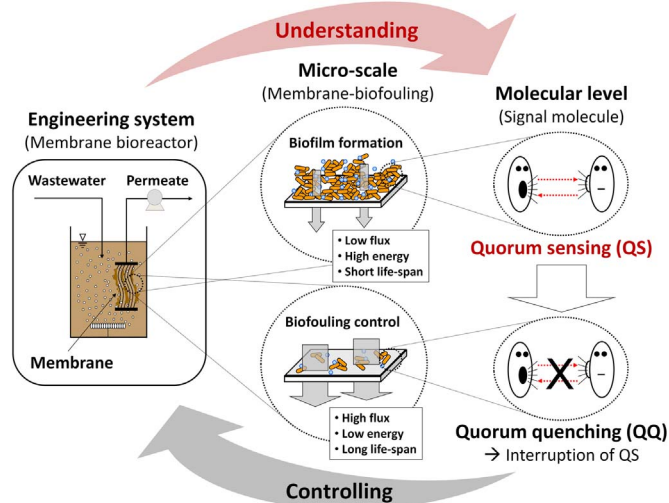 Understanding
Micro-scale
(Membrane-biofouling)
Molecular level
(Signal molecule)
Engineering system
(Membrane bioreactor)
Wastewater
Permeate
Membrane
Biofilm formation
• Low flux
• High energy
• Short life-span
Quorum sensing (QS)
Biofouling control
• High flux
• Low energy
• Long life-span
X
Quorum quenching (QQ)
→ Interruption of QS
Controlling